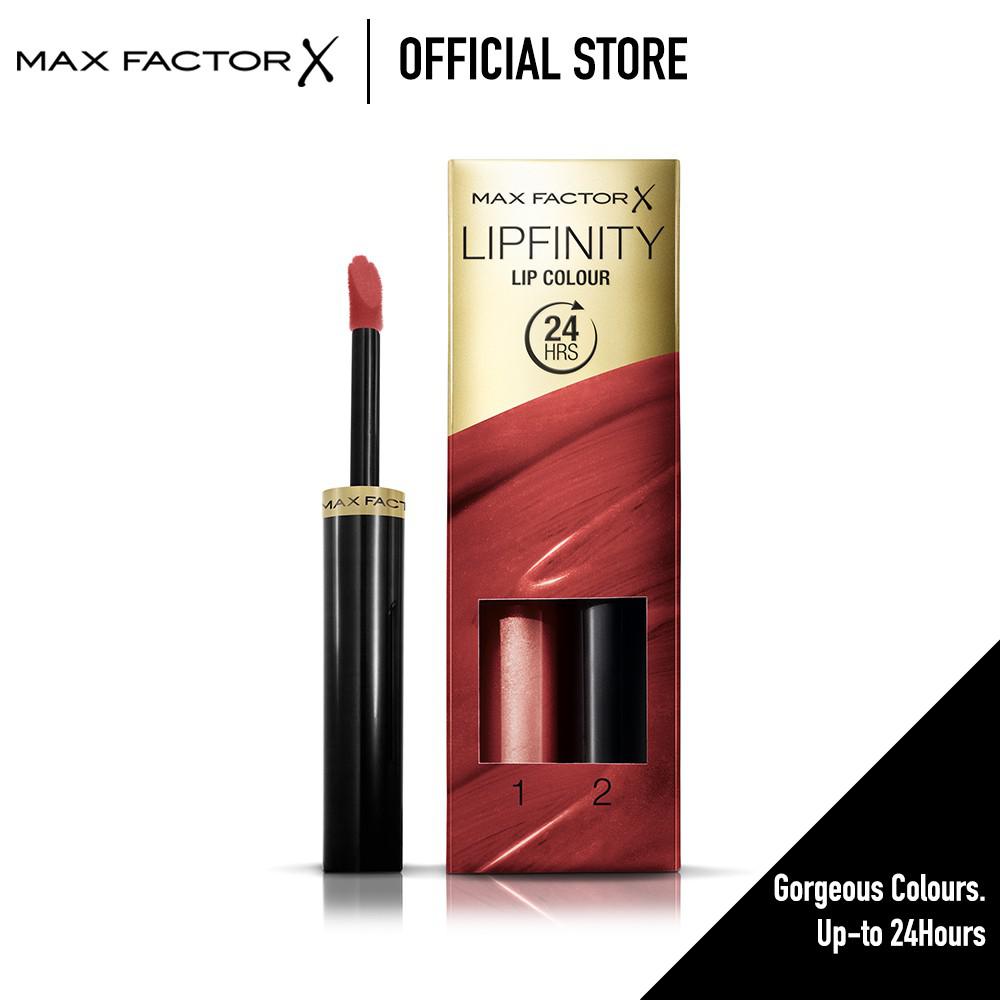 MAX FACTOR X
OFFICIAL STORE
MAX FACTOR X
LIPFINITY
LIP COLOUR
24
HRS
MAX FACT
1 2
Gorgeous Colours.
Up-to 24Hours